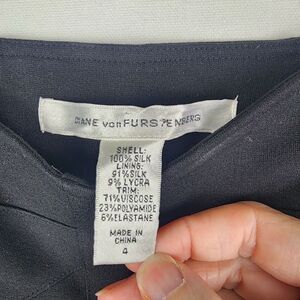 DIANE von FURSTENBERG
SHELL:
100% SILK
LINING:
91% SILK
9% LYCRA
TRIM:
71% VISCOSE
23% POLYAMIDE
6% ELASTANE
MADE IN
CHINA
4